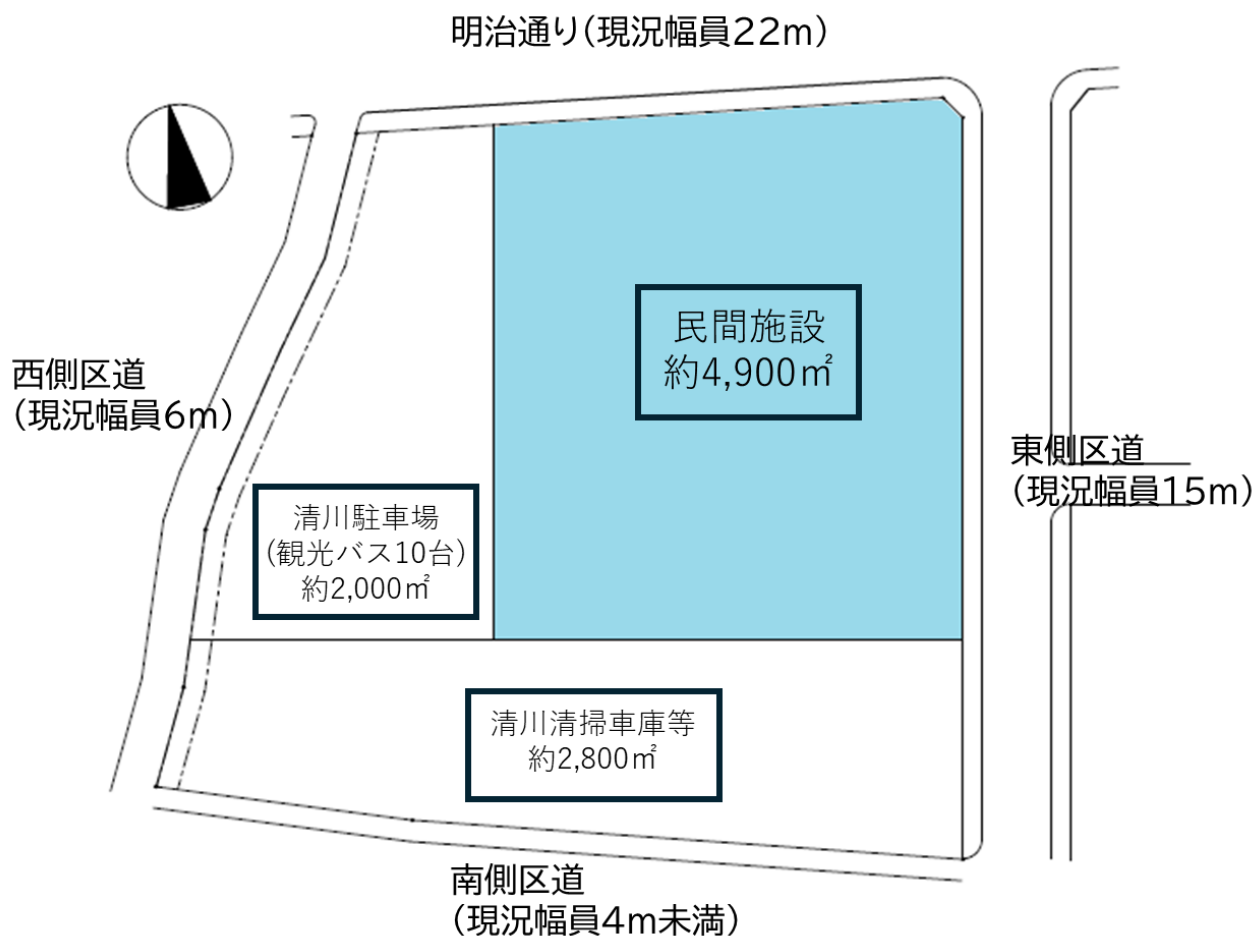 明治通り(現況幅員22m)
民間施設
約4,900㎡
西側区道
(現況幅員6m)
東側区道
(現況幅員15m)
清川駐車場
(観光バス10台)
約2,000㎡
清川清掃車庫等
約2,800㎡
南側区道
(現況幅員4m未満)